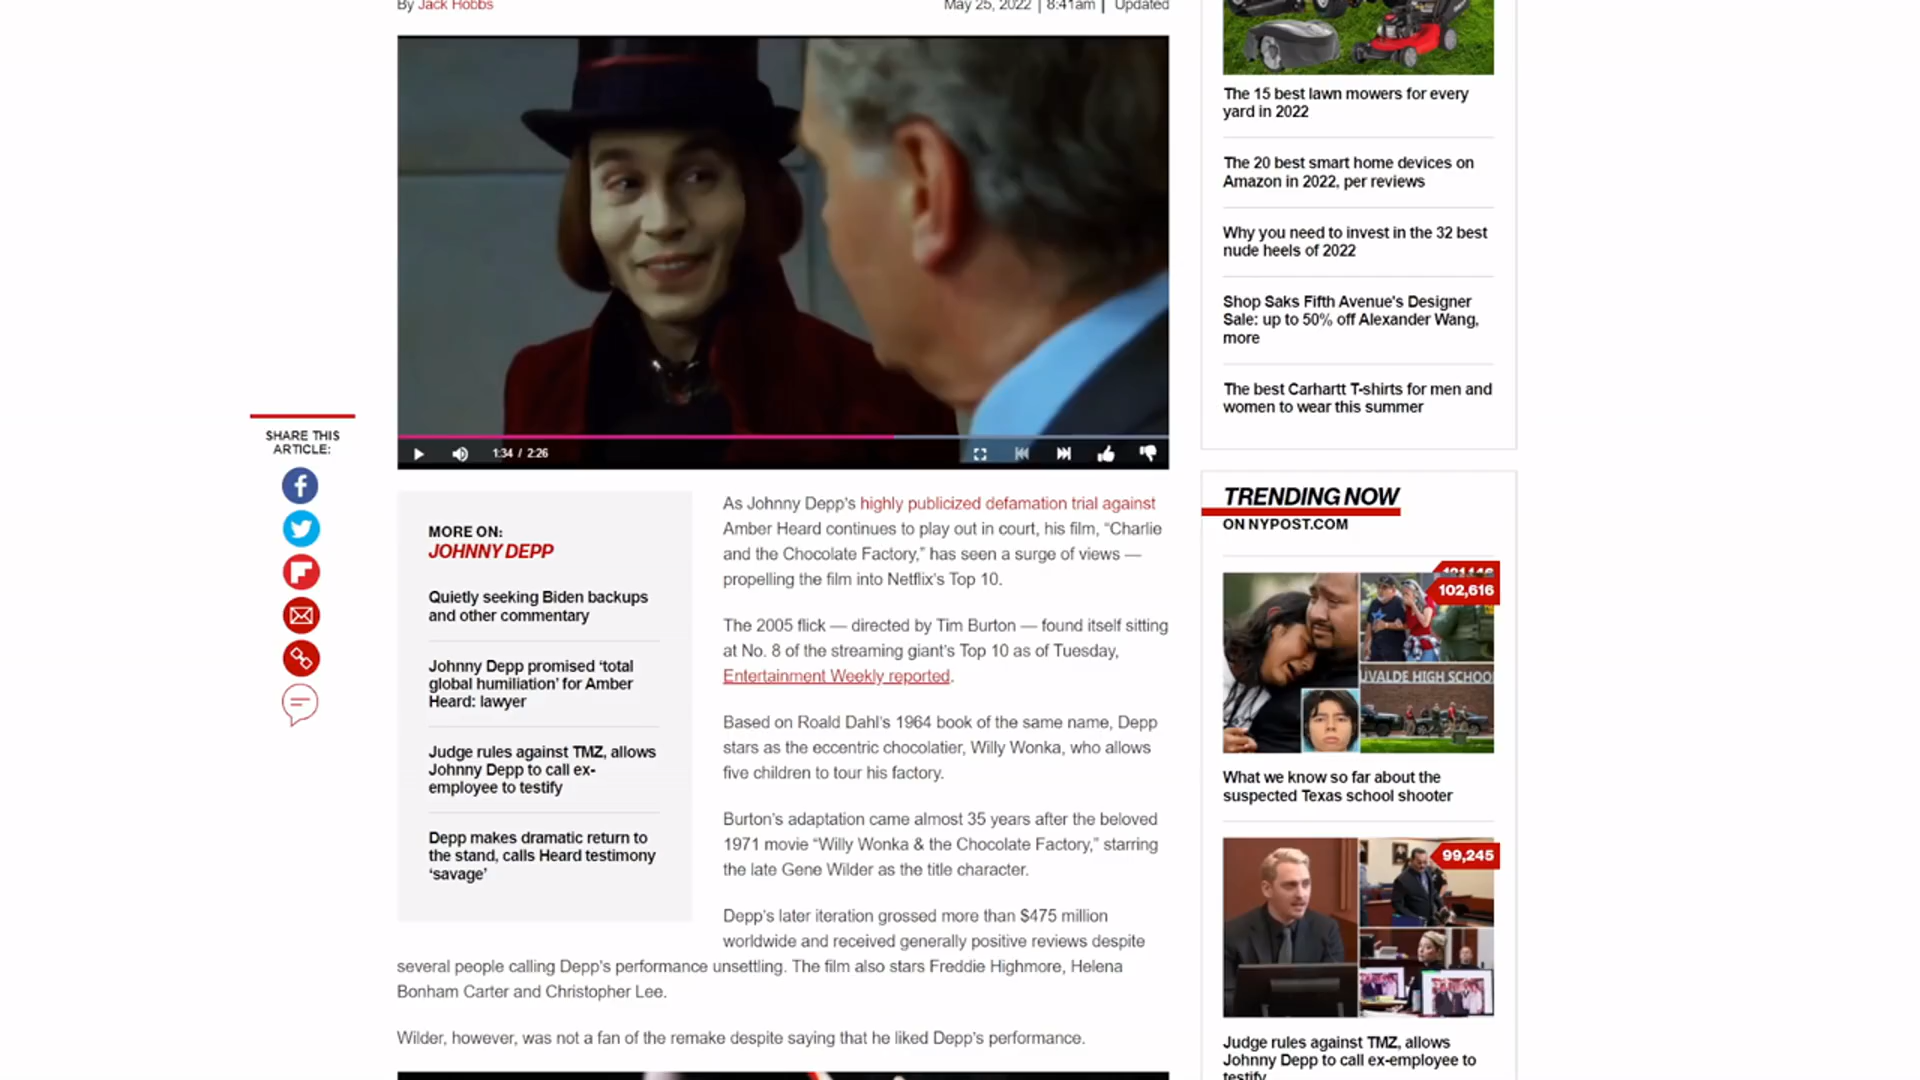 By Jack Hobbs
May 25, 2022 | 8:41am | Updated
SHARE THIS
ARTICLE:
1:34 / 2:26
MORE ON:
JOHNNY DEPP
Quietly seeking Biden backups
and other commentary
Johnny Depp promised ‘total
global humiliation’ for Amber
Heard: lawyer
Judge rules against TMZ, allows
Johnny Depp to call ex-
employee to testify
Depp makes dramatic return to
the stand, calls Heard testimony
‘savage’
As Johnny Depp’s highly publicized defamation trial against
Amber Heard continues to play out in court, his film, “Charlie
and the Chocolate Factory,” has seen a surge of views —
propelling the film into Netflix’s Top 10.
The 2005 flick — directed by Tim Burton — found itself sitting
at No. 8 of the streaming giant’s Top 10 as of Tuesday,
Entertainment Weekly reported.
Based on Roald Dahl’s 1964 book of the same name, Depp
stars as the eccentric chocolatier, Willy Wonka, who allows
five children to tour his factory.
Burton’s adaptation came almost 35 years after the beloved
1971 movie “Willy Wonka & the Chocolate Factory,” starring
the late Gene Wilder as the title character.
Depp’s later iteration grossed more than $475 million
worldwide and received generally positive reviews despite
several people calling Depp’s performance unsettling. The film also stars Freddie Highmore, Helena
Bonham Carter and Christopher Lee.
Wilder, however, was not a fan of the remake despite saying that he liked Depp’s performance.
The 15 best lawn mowers for every
yard in 2022
The 20 best smart home devices on
Amazon in 2022, per reviews
Why you need to invest in the 32 best
nude heels of 2022
Shop Saks Fifth Avenue's Designer
Sale: up to 50% off Alexander Wang,
more
The best Carhartt T-shirts for men and
women to wear this summer
TRENDING NOW
ON NYPOST.COM
102,616
UVALDE HIGH SCHOO
What we know so far about the
suspected Texas school shooter
99,245
Judge rules against TMZ, allows
Johnny Depp to call ex-employee to
testify